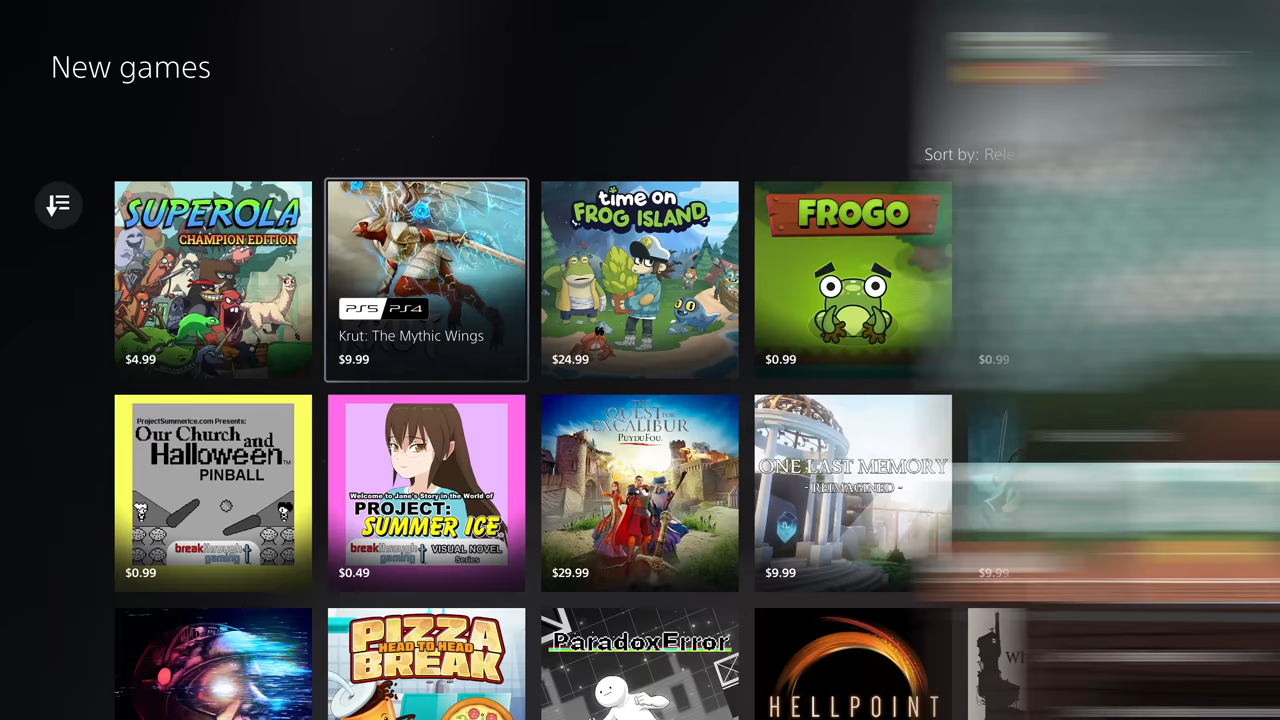 New games
Sort by: Rele
SUPEROLA
CHAMPION EDITION
$4.99
PS5 PS4
Krut: The Mythic Wings
$9.99
time on
FROG ISLAND
$24.99
FROGO
$0.99
$0.99
ProjectSummerIce.com Presents:
Our Church and
Halloween™
PINBALL
breakthrough
gaming
$0.99
Welcome to Jane's Story in the World of
PROJECT:
SUMMER ICE
breakthrough
gaming
VISUAL NOVEL
Series
$0.49
THE
QUEST FOR
EXCALIBUR
PUY DU FOU.
$29.99
ONE LAST MEMORY
- REIMAGINED -
$9.99
$9.99
PIZZA
HEAD TO HEAD
BREAK
ParadoxError
HELLPOINT